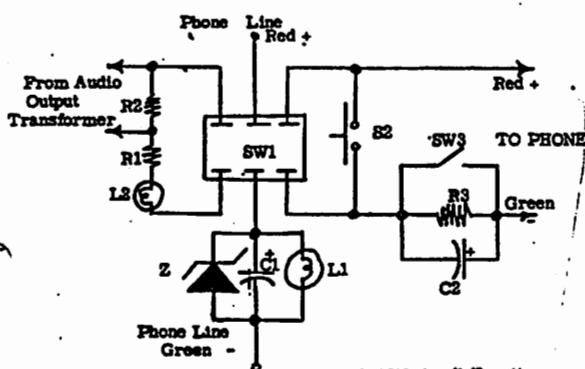 Phone Line
Red +
From Audio
Output
Transformer
R2
R1
L2
SW1
S2
Red +
SW3
TO PHONE
R3
Green
-
C2
+
Z
+
C1
L1
Phone Line
Green -